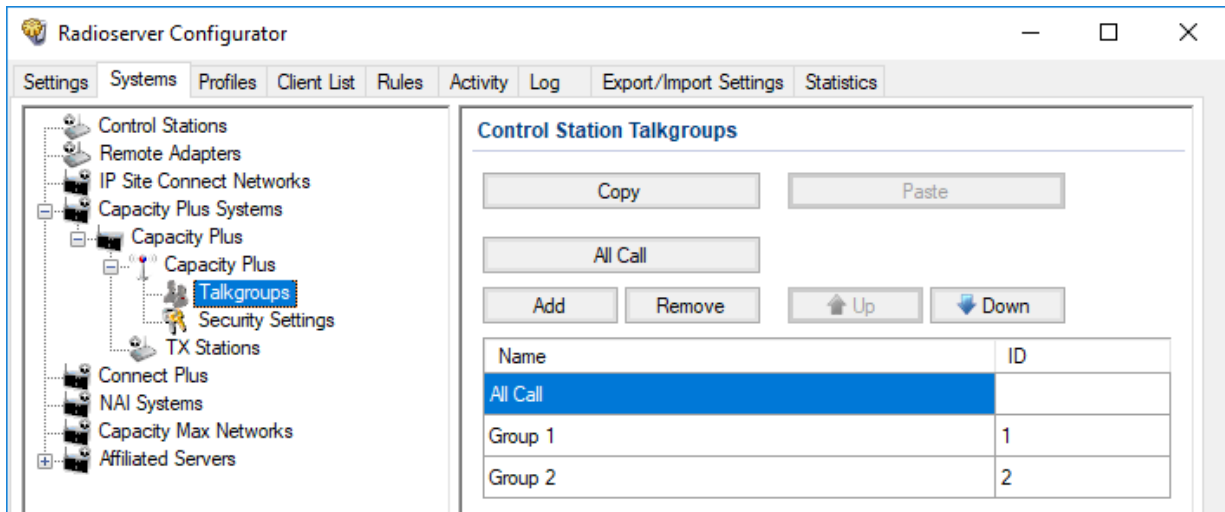 Radioserver Configurator
Settings Systems Profiles Client List Rules Activity Log Export/Import Settings Statistics
Control Stations
Remote Adapters
IP Site Connect Networks
Capacity Plus Systems
Capacity Plus
Capacity Plus
Talkgroups
Security Settings
TX Stations
Connect Plus
NAI Systems
Capacity Max Networks
Affiliated Servers
Control Station Talkgroups
Copy Paste
All Call
Add Remove Up Down
Name ID
All Call
Group 1 1
Group 2 2